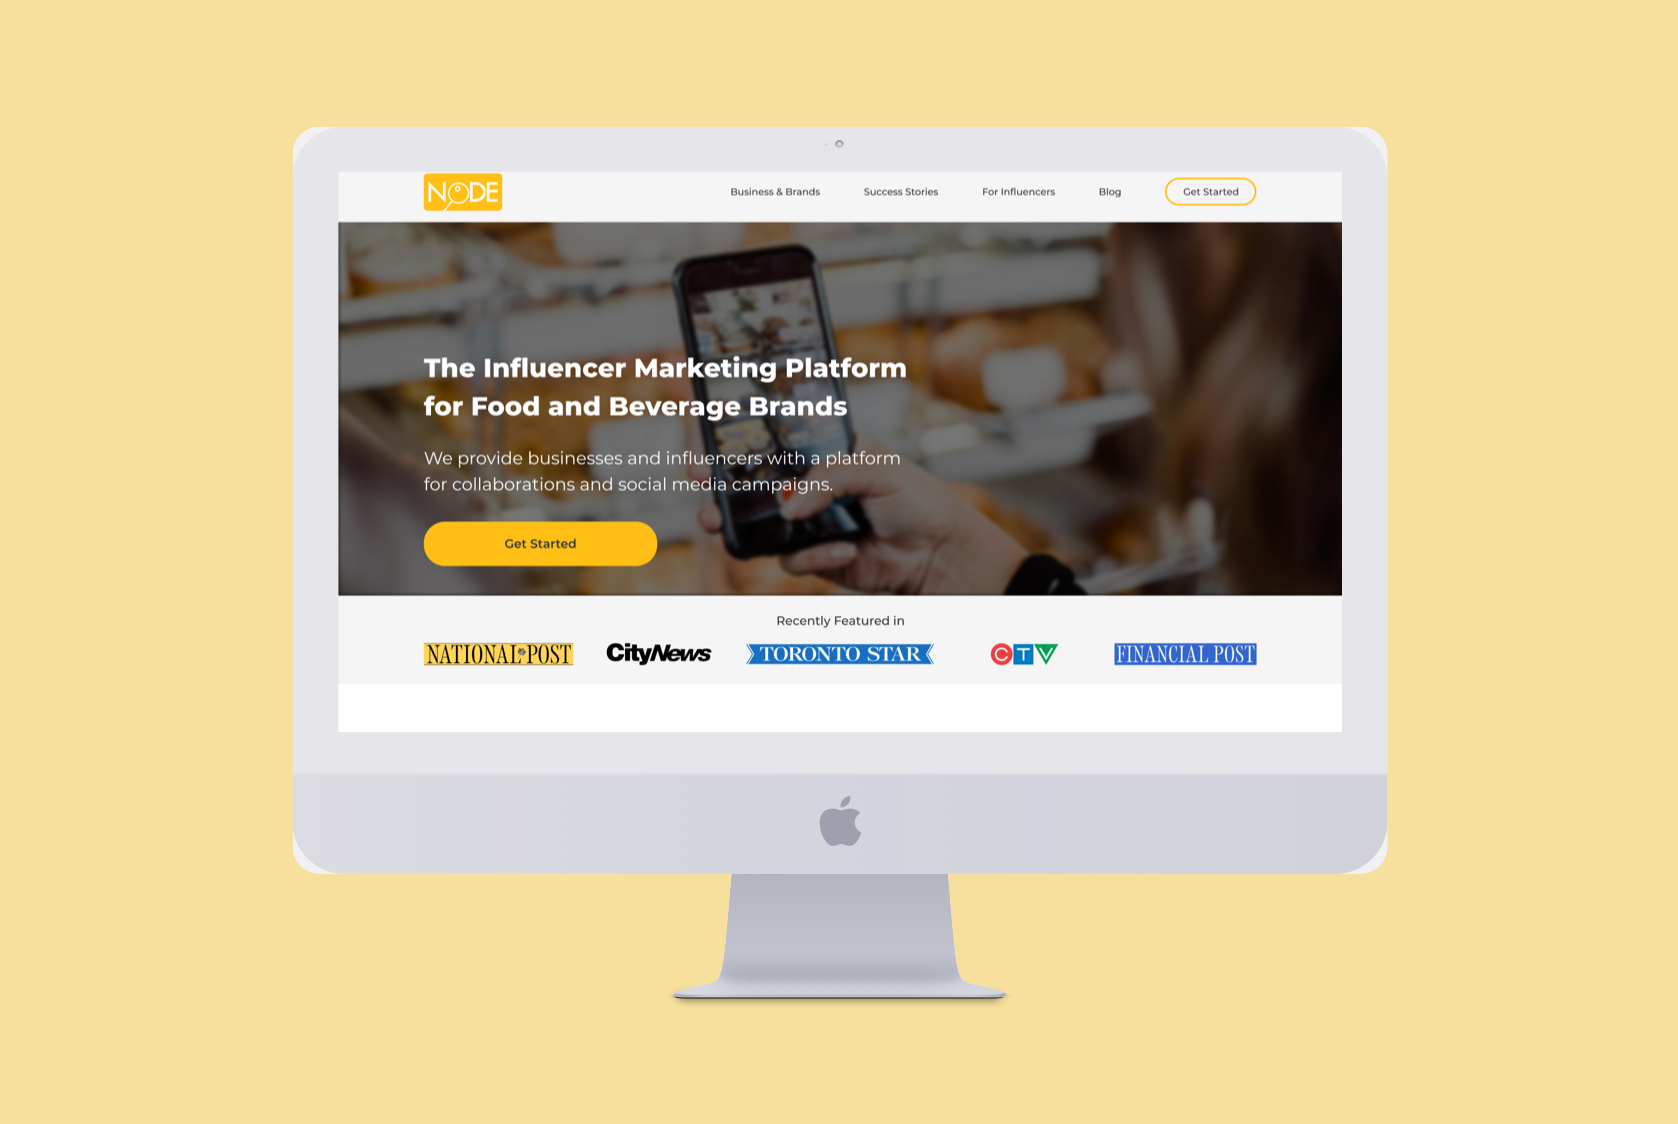 NODE
Business & Brands
Success Stories
For Influencers
Blog
Get Started
The Influencer Marketing Platform
for Food and Beverage Brands
We provide businesses and influencers with a platform
for collaborations and social media campaigns.
Get Started
Recently Featured in
NATIONAL POST
CityNews
TORONTO STAR
CTV
FINANCIAL POST